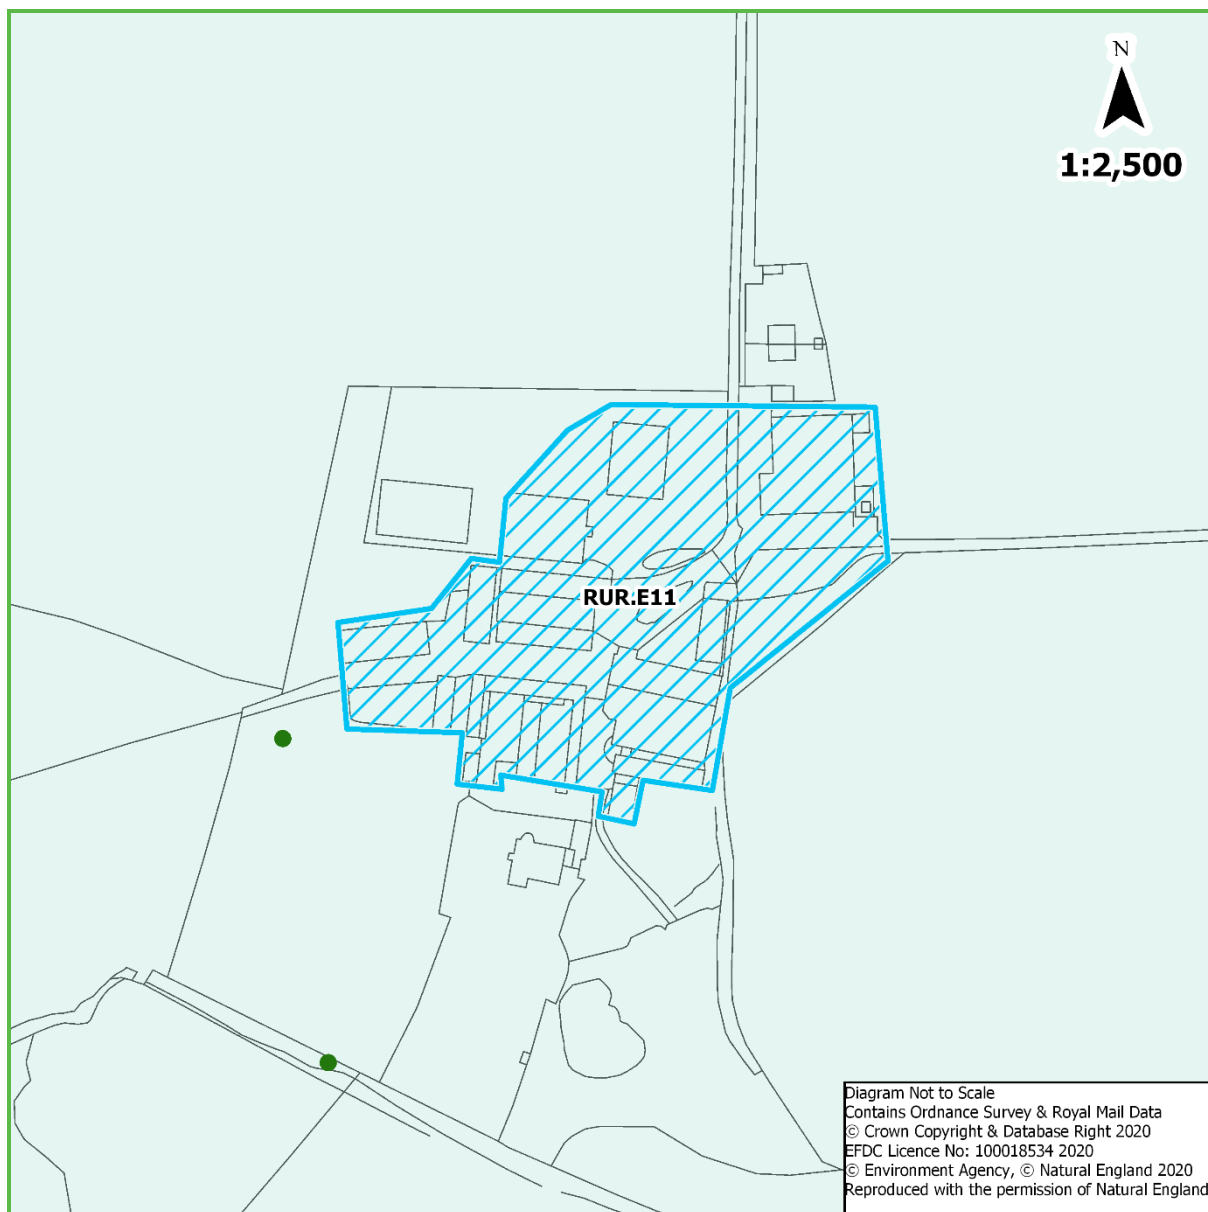 N
1:2,500
RUR.E11
Diagram Not to Scale
Contains Ordnance Survey & Royal Mail Data
© Crown Copyright & Database Right 2020
EFDC Licence No: 100018534 2020
© Environment Agency, © Natural England 2020
Reproduced with the permission of Natural England